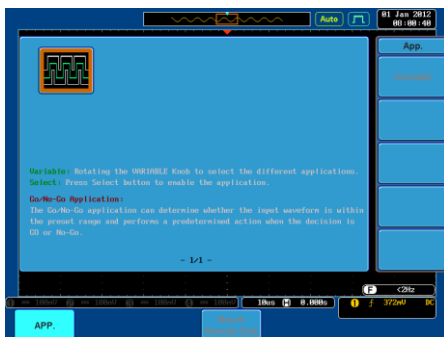 Auto
01 Jan 2012
00:00:40
App.
Variable: Rotating the VARIABLE Knob to select the different applications.
Select: Press Select button to enable the application.
Go/No-Go Application:
The Go/No-Go application can determine whether the input waveform is within
the preset range and performs a predetermined action when the decision is
GO or No-Go.
- 1/1 -
F <2Hz
10us H 0.000s
1 f 372mV DC
APP.